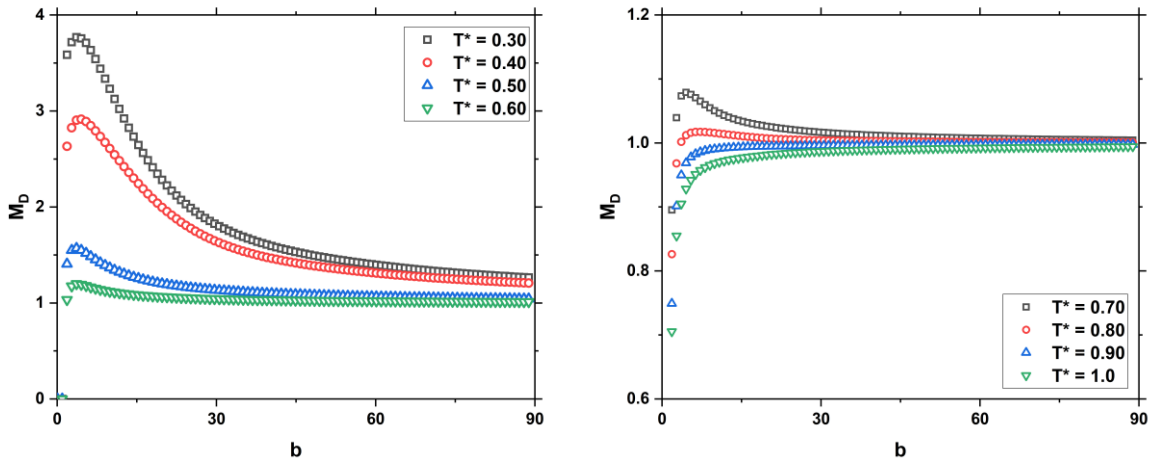 4
3
2
1
0
M_D
T* = 0.30
T* = 0.40
T* = 0.50
T* = 0.60
0 30 60 90
b
1.2
1.0
0.8
0.6
M_D
T* = 0.70
T* = 0.80
T* = 0.90
T* = 1.0
0 30 60 90
b